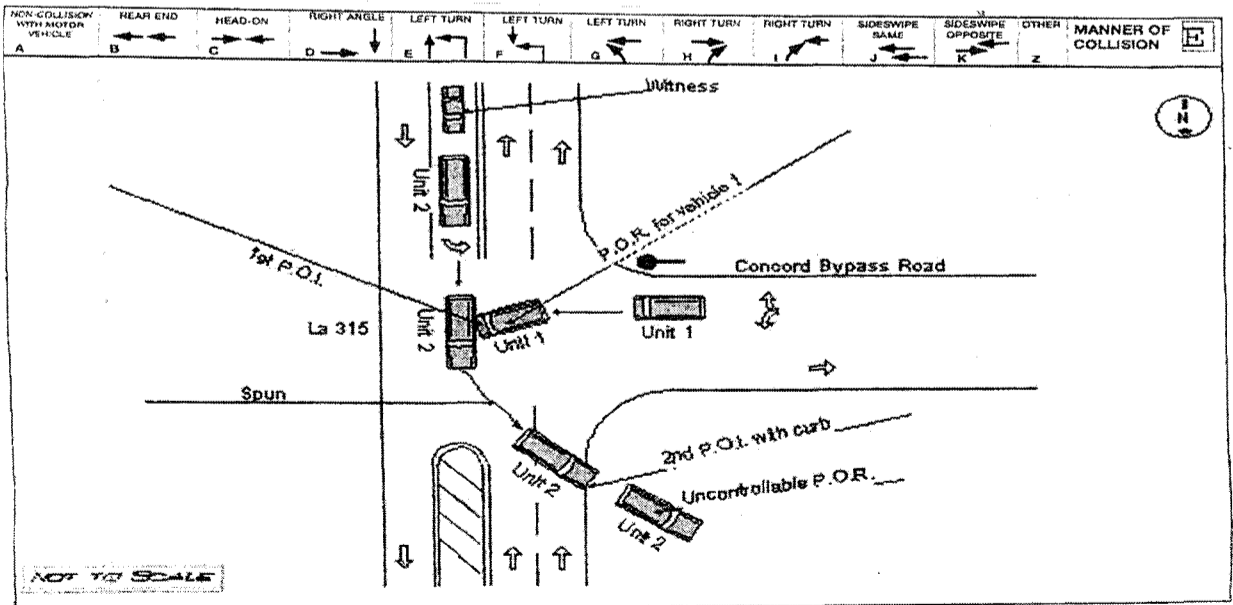 NON-COLLISION WITH MOTOR VEHICLE
A
REAR END
B
HEAD-ON
C
RIGHT ANGLE
D
LEFT TURN
E
LEFT TURN
F
LEFT TURN
G
RIGHT TURN
H
RIGHT TURN
I
SIDESWIPE SAME
J
SIDESWIPE OPPOSITE
K
OTHER
Z
MANNER OF COLLISION
E
Witness
N
Unit 2
P.O.R. for vehicle 1
1st P.O.I.
Concord Bypass Road
La 315
Unit 2
Unit 1
Unit 1
Spun
2nd P.O.I. with curb
Unit 2
Uncontrollable P.O.R.
Unit 2
NOT TO SCALE